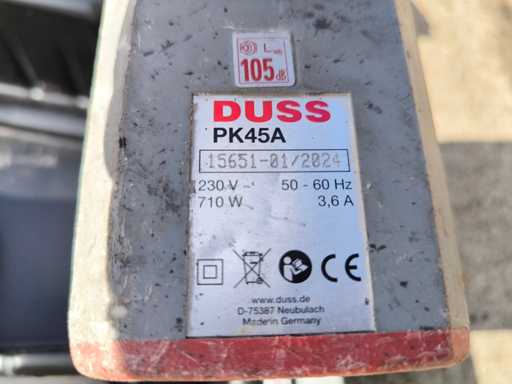 LWA
105dB
DUSS
PK45A
15651-01/2024
230 V ~ 50 - 60 Hz
710 W 3,6 A
CE
www.duss.de
D-75387 Neubulach
Made in Germany